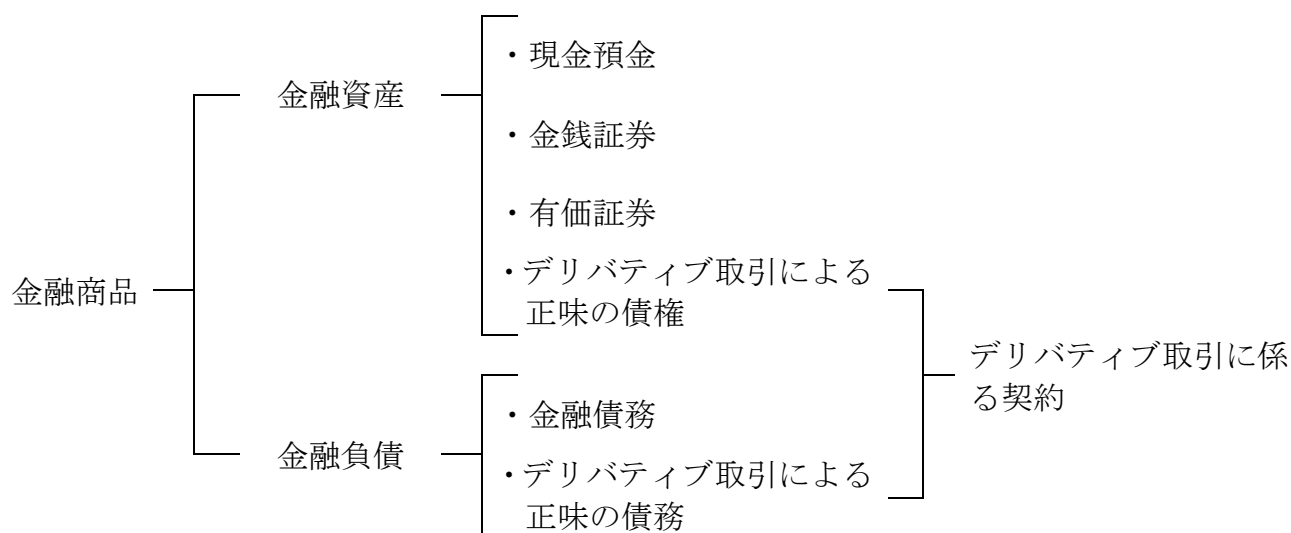 金融商品
金融資産
・現金預金
・金銭証券
・有価証券
・デリバティブ取引による
正味の債権
金融負債
・金融債務
・デリバティブ取引による
正味の債務
デリバティブ取引に係
る契約